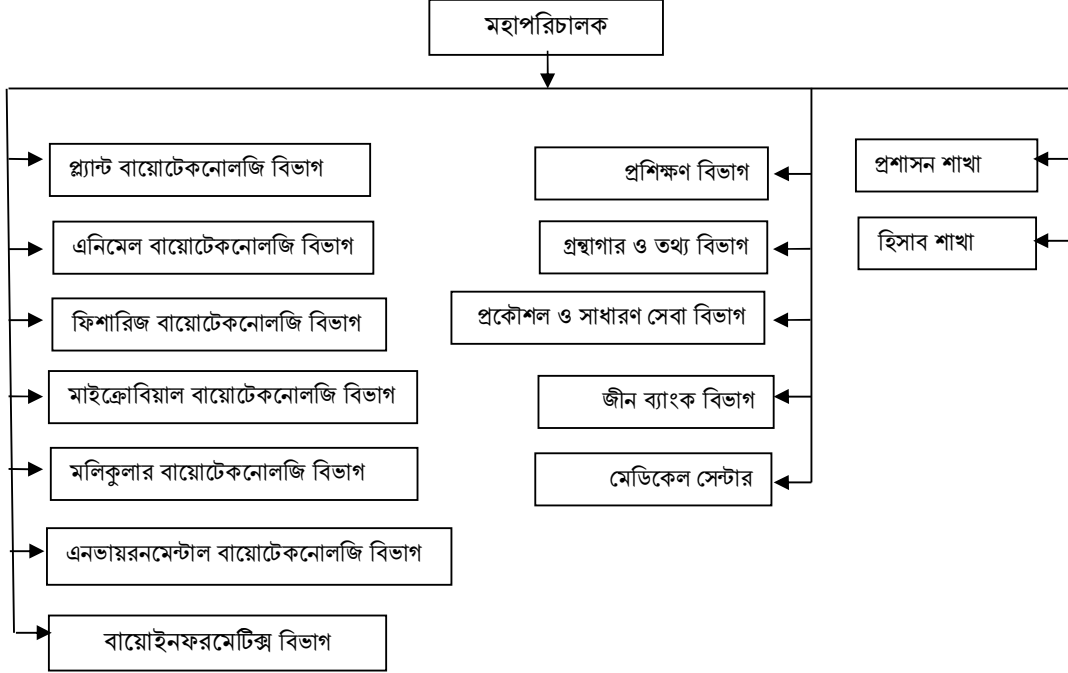 মহাপরিচালক
প্ল্যান্ট বায়োটেকনোলজি বিভাগ
এনিমেল বায়োটেকনোলজি বিভাগ
ফিশারিজ বায়োটেকনোলজি বিভাগ
মাইক্রোবিয়াল বায়োটেকনোলজি বিভাগ
মলিকুলার বায়োটেকনোলজি বিভাগ
এনভায়রনমেন্টাল বায়োটেকনোলজি বিভাগ
বায়োইনফরমেটিক্স বিভাগ
প্রশিক্ষণ বিভাগ
গ্রন্থাগার ও তথ্য বিভাগ
প্রকৌশল ও সাধারণ সেবা বিভাগ
জীন ব্যাংক বিভাগ
মেডিকেল সেন্টার
প্রশাসন শাখা
হিসাব শাখা